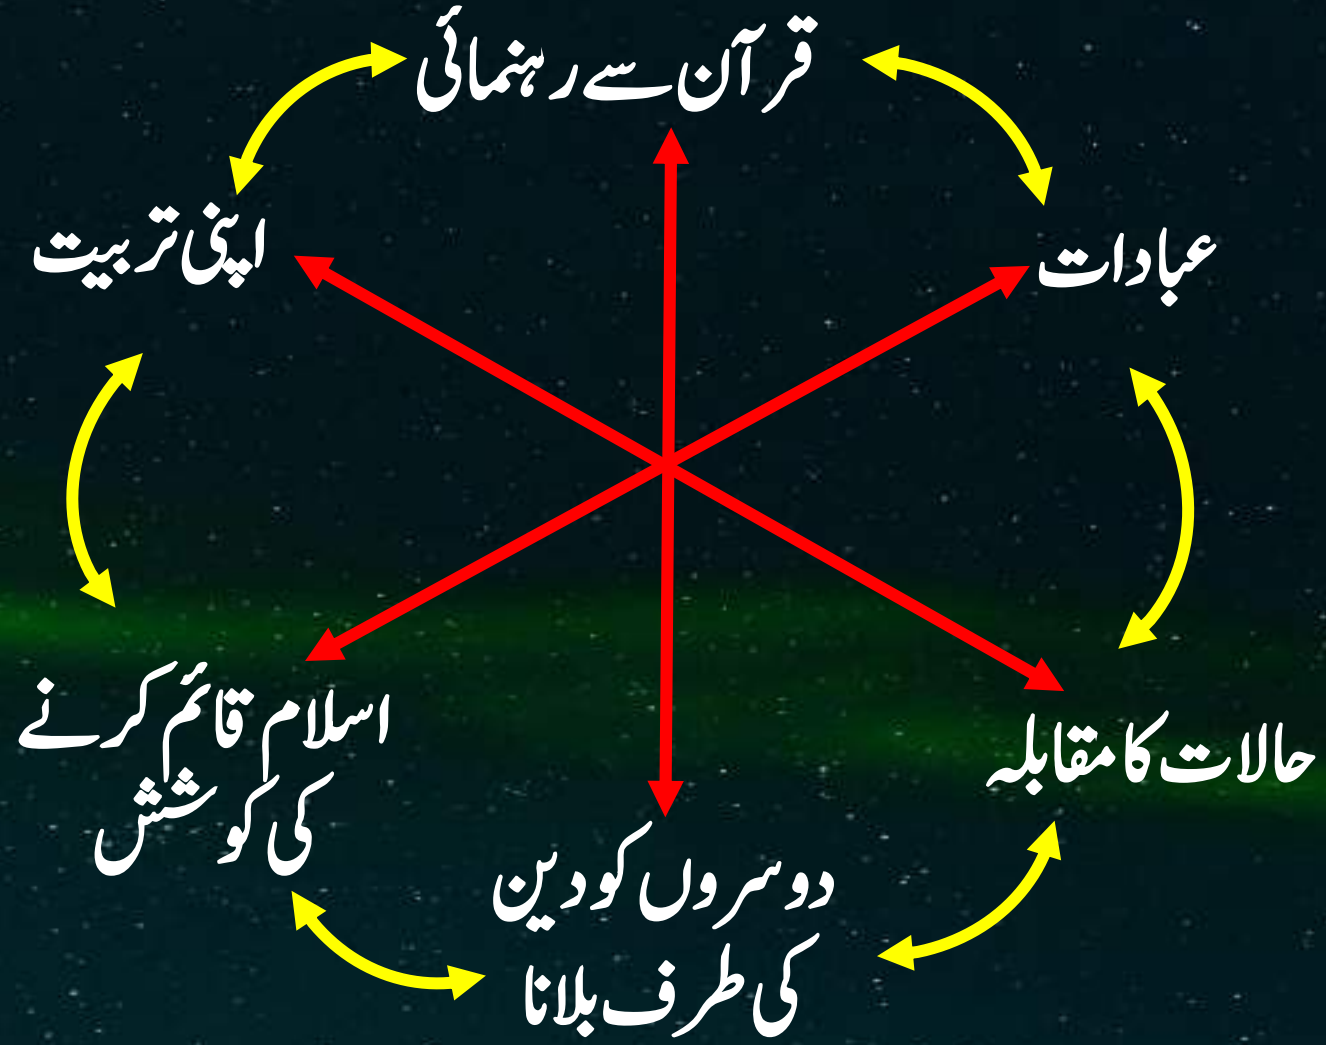 قرآن سے رہنمائی
عبادات
اپنی تربیت
حالات کا مقابلہ
اسلام قائم کرنے
کی کوشش
دوسروں کو دین
کی طرف بلانا